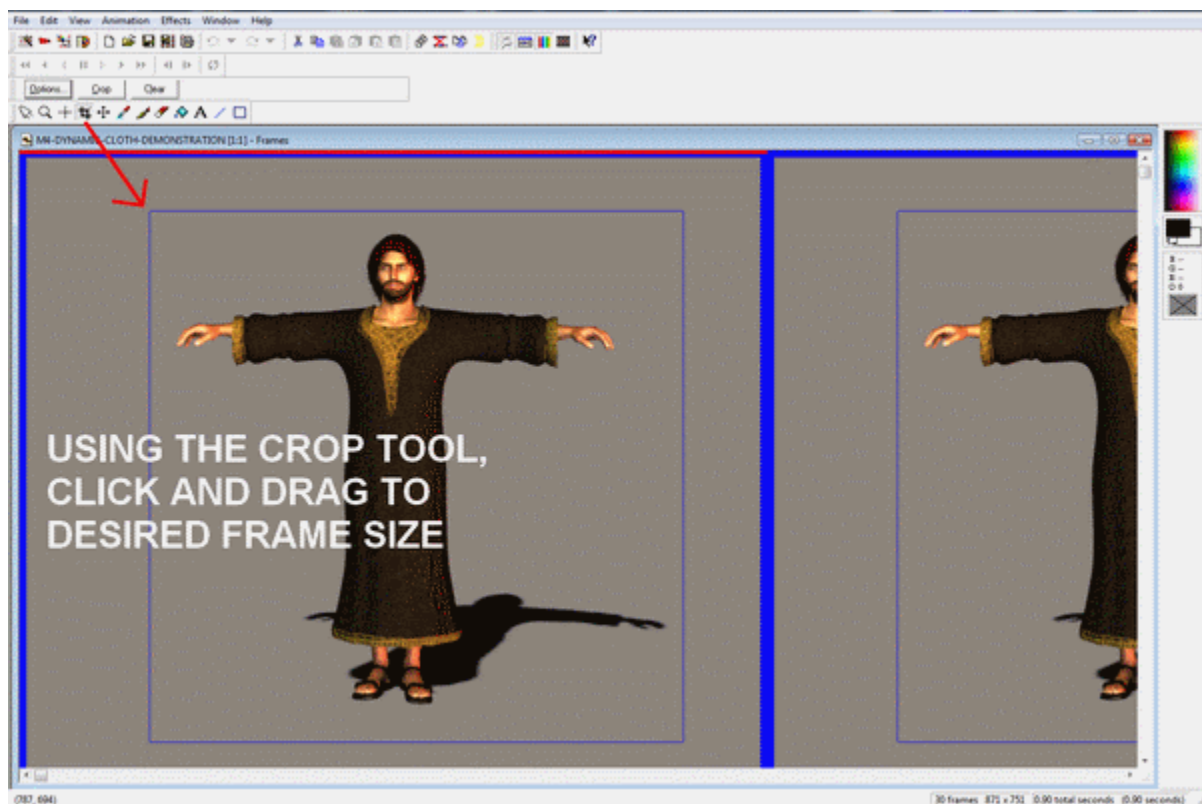 File Edit View Animation Effects Window Help
Options... Crop Clear
M4-DYNAMIC-CLOTH-DEMONSTRATION [1:1] - Frames
USING THE CROP TOOL,
CLICK AND DRAG TO
DESIRED FRAME SIZE
(787, 694) 30 frames 871 x 751 0.90 total seconds (0.90 seconds)